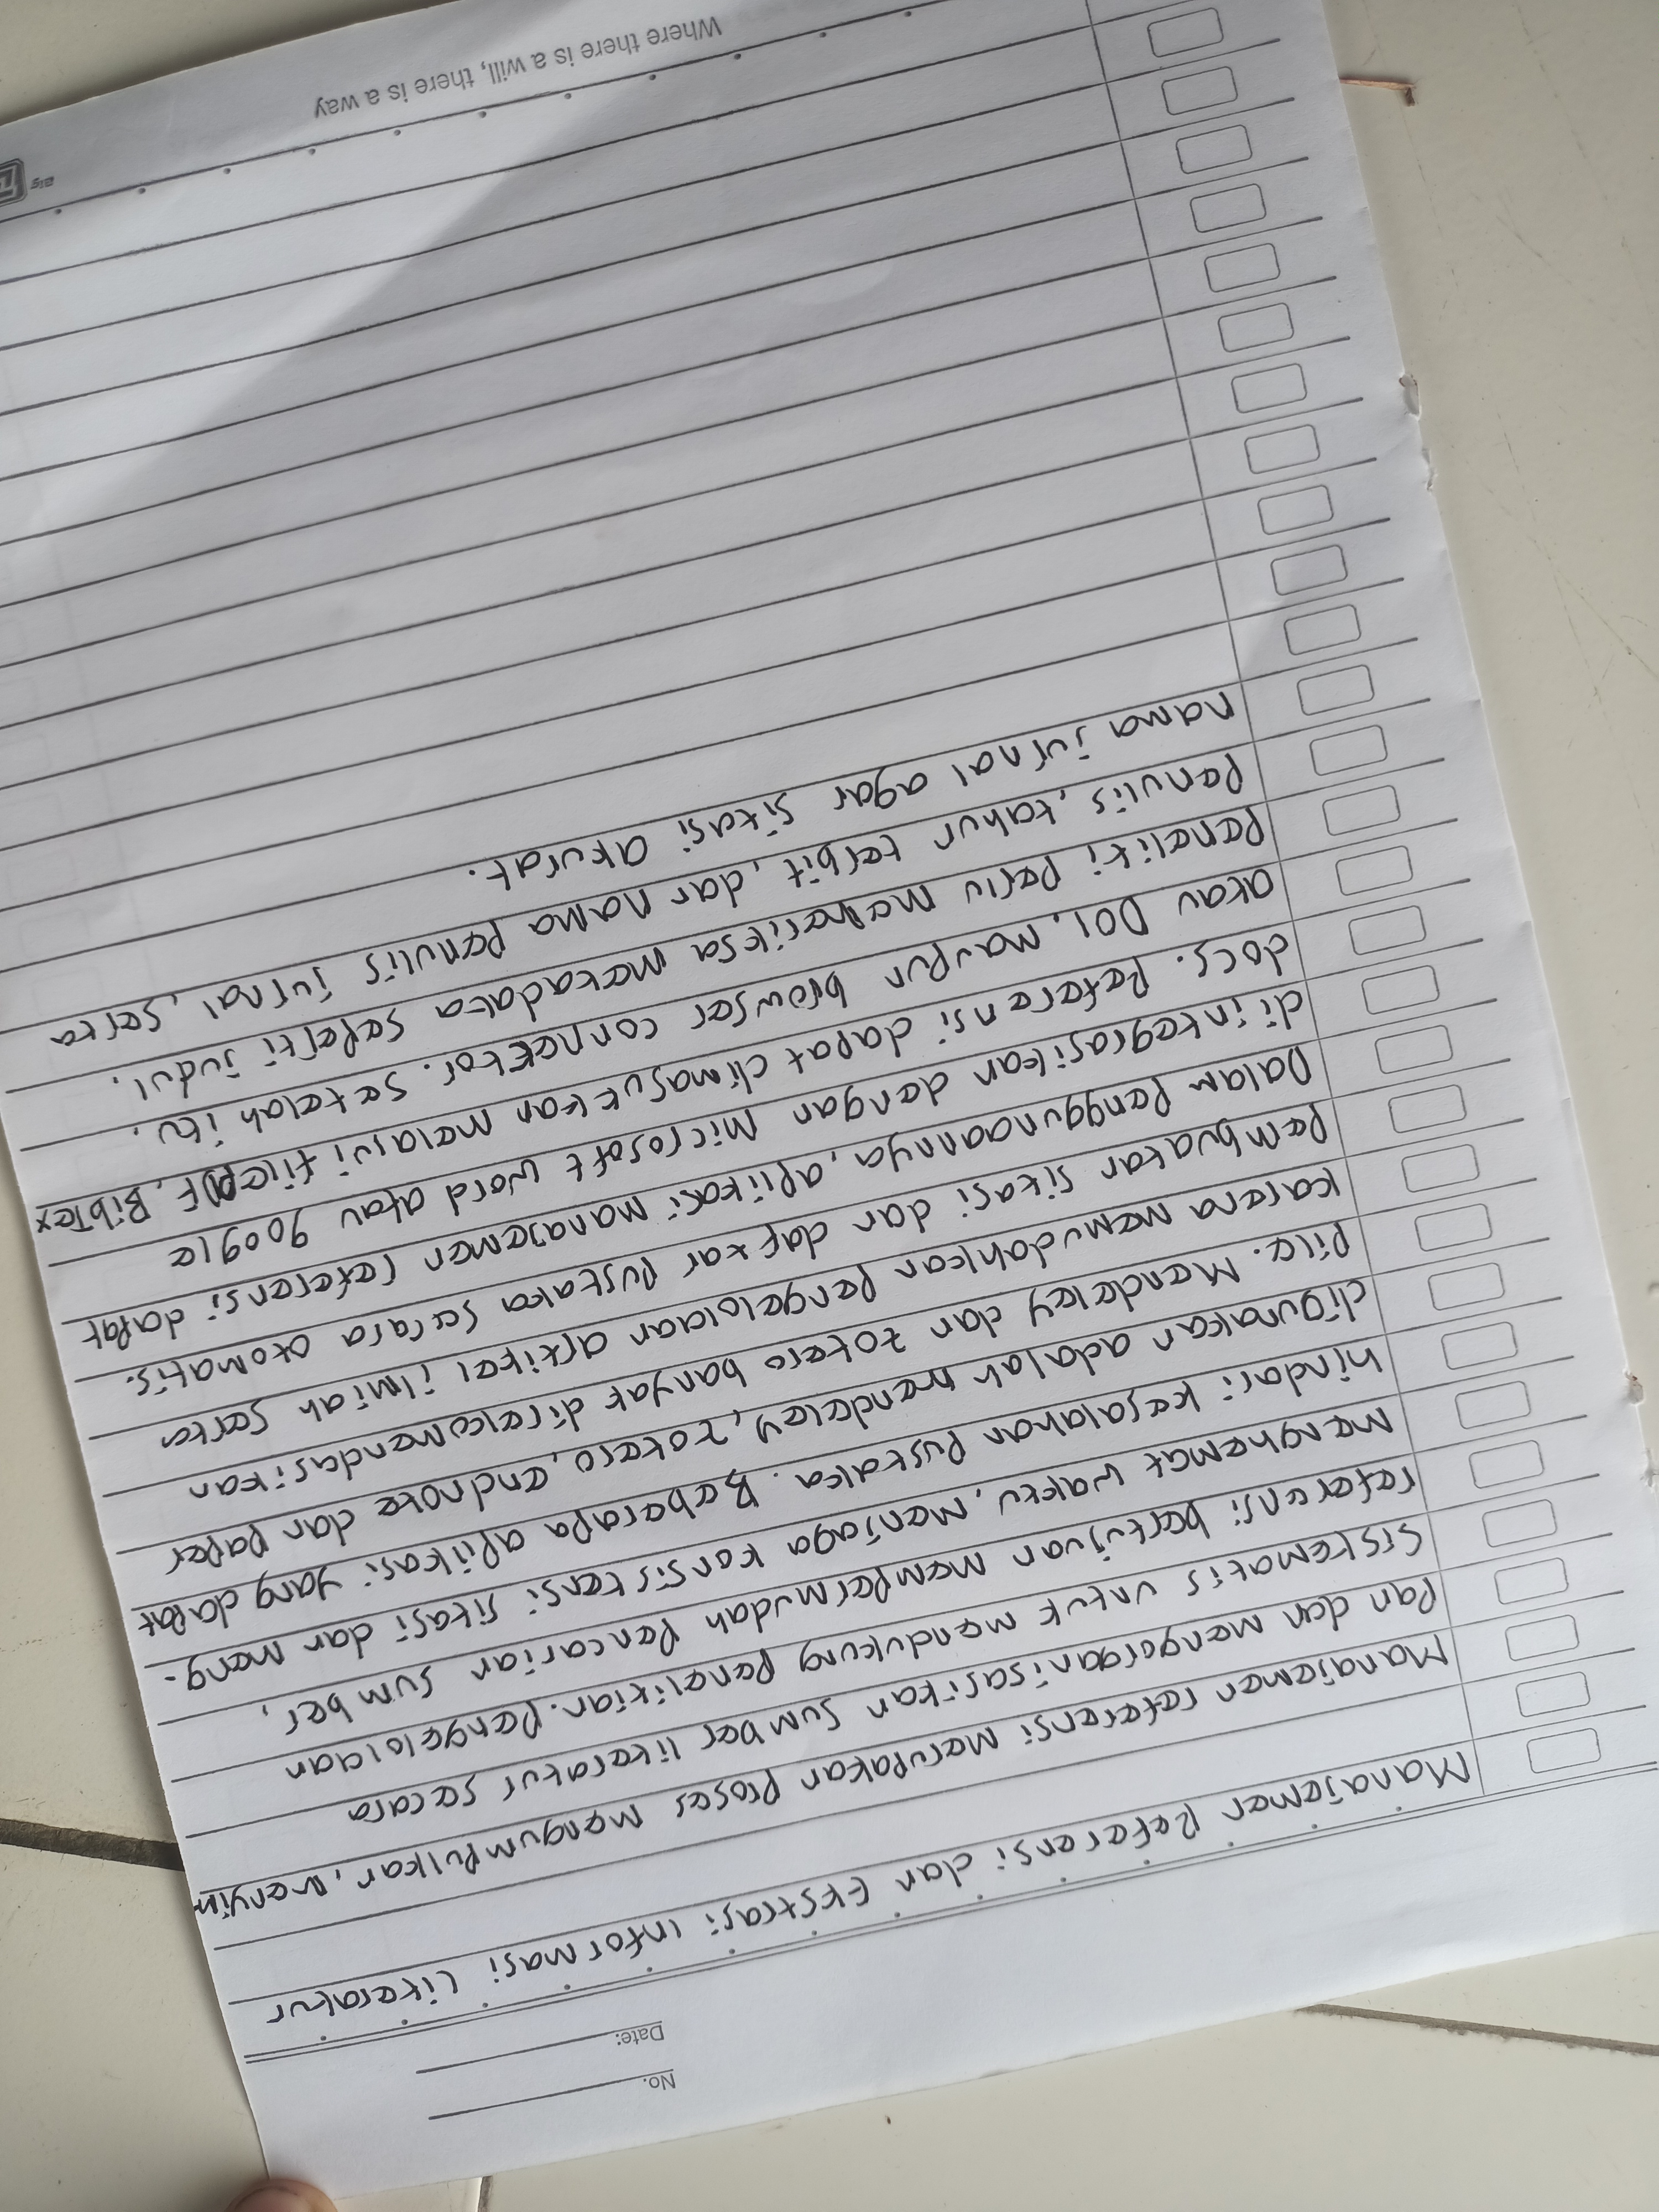 No.
Date:
Manajemen Referensi dan Ekstrasi Informasi Literatur
Manajemen referensi merupakan proses mengumpulkan, menyim
pan dan mengorganisasikan sumber literatur secara
sistematis untuk mendukung penelitian. Pengelolaan
referensi bertujuan mempermudah pencarian sumber,
menghemat waktu, menjaga konsistensi sitasi dan meng-
hindari kesalahan pustaka. Beberapa aplikasi yang dapat
digunakan adalah mendeley, zotero, endnote dan paper
pile. Mendeley dan zotero banyak direkomendasikan
karena memudahkan pengelolaan artikel ilmiah serta
pembuatan sitasi dan daftar pustaka secara otomatis.
Dalam penggunaannya, aplikasi manajemen referensi dapat
diintegrasikan dengan Microsoft word atau google
docs. Referensi dapat dimasukkan melalui file PDF, BibTex
atau DOI, maupun browser connektor. setelah itu,
peneliti perlu memeriksa metadata seperti judul,
penulis, tahun terbit, dan nama penulis jurnal, serta
nama jurnal agar sitasi akurat.
Where there is a will, there is a way